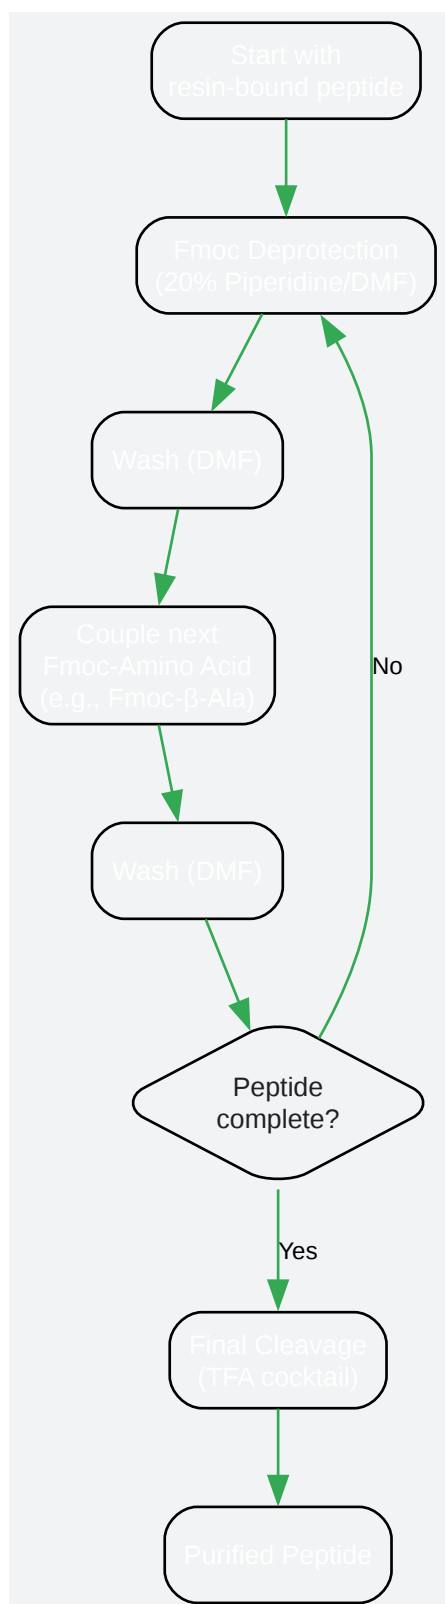 Start with
resin-bound peptide
Fmoc Deprotection
(20% Piperidine/DMF)
Wash (DMF)
Couple next
Fmoc-Amino Acid
(e.g., Fmoc-β-Ala)
No
Wash (DMF)
Peptide
complete?
Yes
Final Cleavage
(TFA cocktail)
Purified Peptide